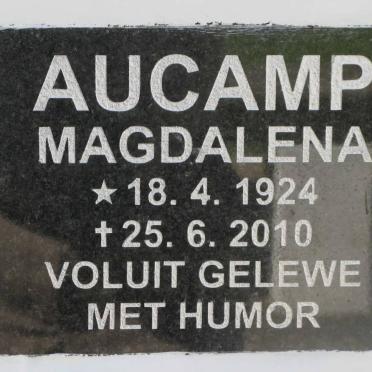 AUCAMP
MAGDALENA
★ 18. 4. 1924
† 25. 6. 2010
VOLUIT GELEWE
MET HUMOR